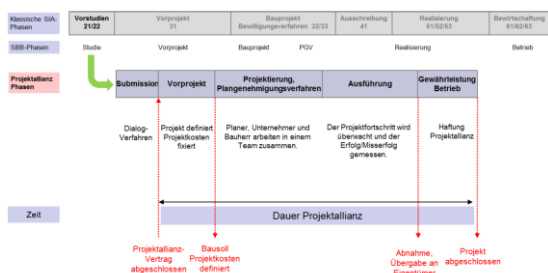 Klassische SIA-Phasen
Vorstudien 21/22
Vorprojekt 31
Bauprojekt Bewilligungsverfahren 32/33
Ausschreibung 41
Realisierung 51/52/53
Bewirtschaftung 61/62/63
SBB-Phasen
Studie
Vorprojekt
Bauprojekt
PGV
Realisierung
Betrieb
Projektallianz Phasen
Submission
Vorprojekt
Projektierung, Plangenehmigungsverfahren
Ausführung
Gewährleistung Betrieb
Dialog-Verfahren
Projekt definiert Projektkosten fixiert
Planer, Unternehmer und Bauherr arbeiten in einem Team zusammen.
Der Projektfortschritt wird überwacht und der Erfolg/Misserfolg gemessen.
Haftung Projektallianz
Zeit
Dauer Projektallianz
Projektallianz-Vertrag abgeschlossen
Bausoll Projektkosten definiert
Abnahme, Übergabe an Eigentümer
Projekt abgeschlossen